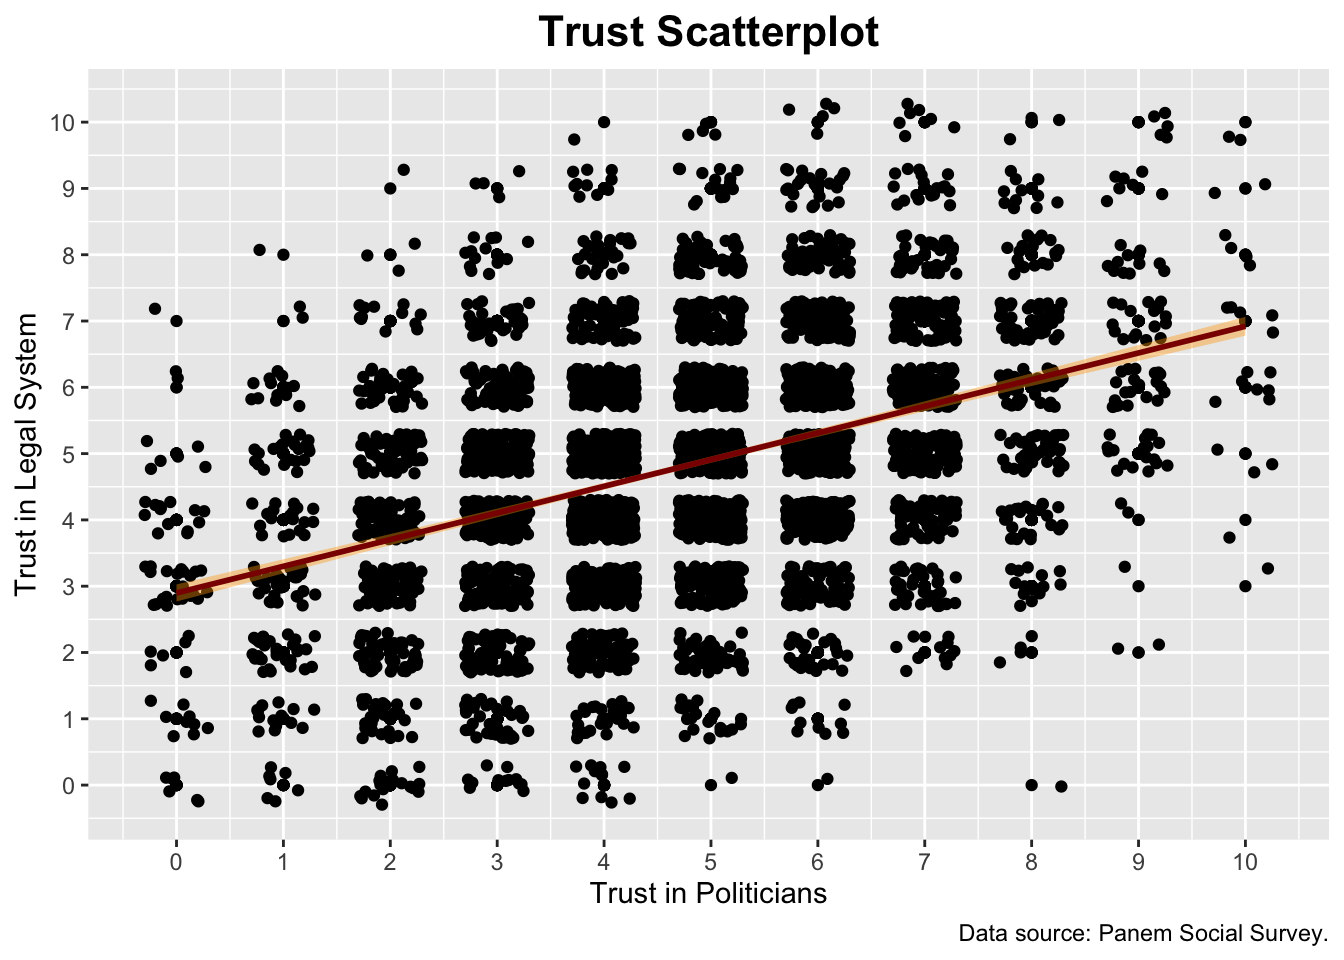 Trust Scatterplot
Trust in Legal System
10
9
8
7
6
5
4
3
2
1
0
0 1 2 3 4 5 6 7 8 9 10
Trust in Politicians
Data source: Panem Social Survey.